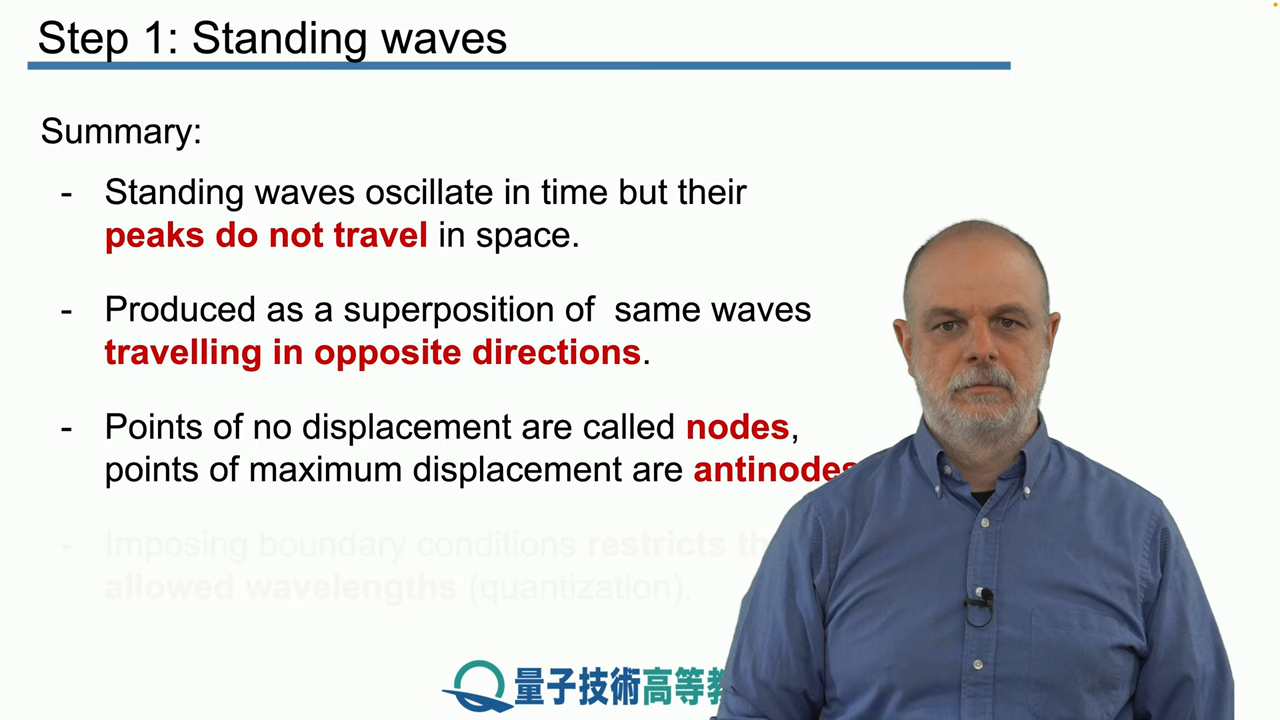 Step 1: Standing waves
Summary:
- Standing waves oscillate in time but their
peaks do not travel in space.
- Produced as a superposition of same waves
travelling in opposite directions.
- Points of no displacement are called nodes,
points of maximum displacement are antinodes
- Imposing boundary conditions restricts
allowed wavelengths (quantization).
量子技術高等